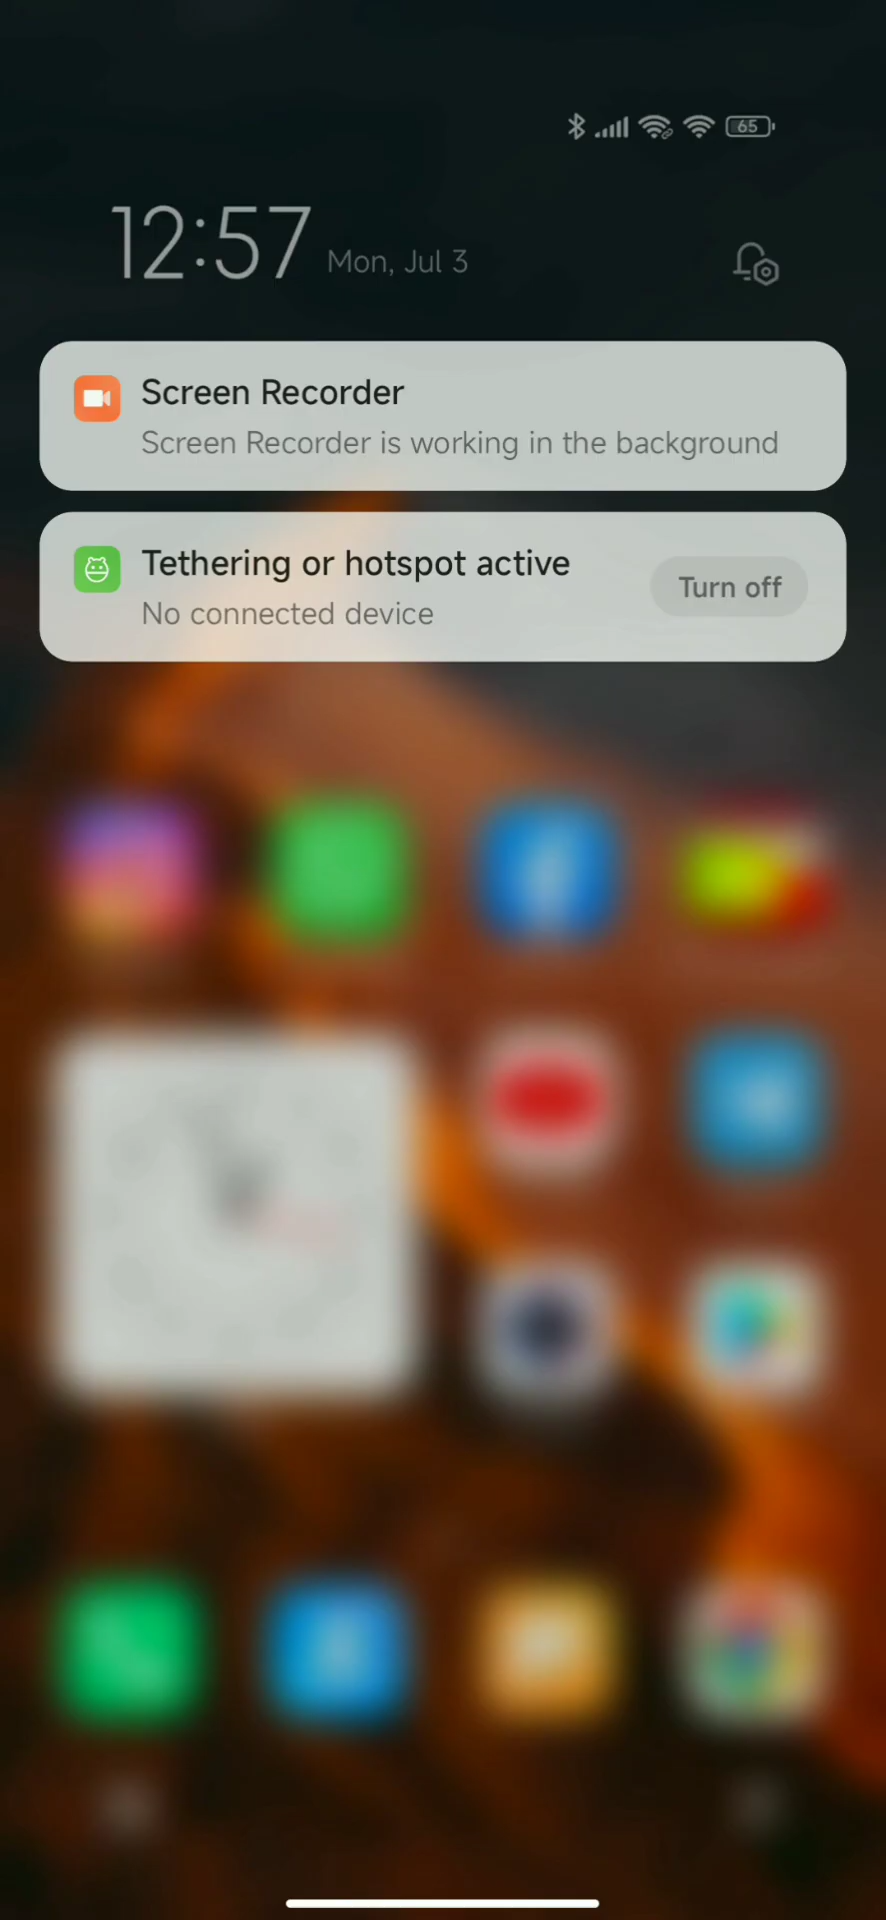 65
12:57 Mon, Jul 3
Screen Recorder
Screen Recorder is working in the background
Tethering or hotspot active
No connected device
Turn off